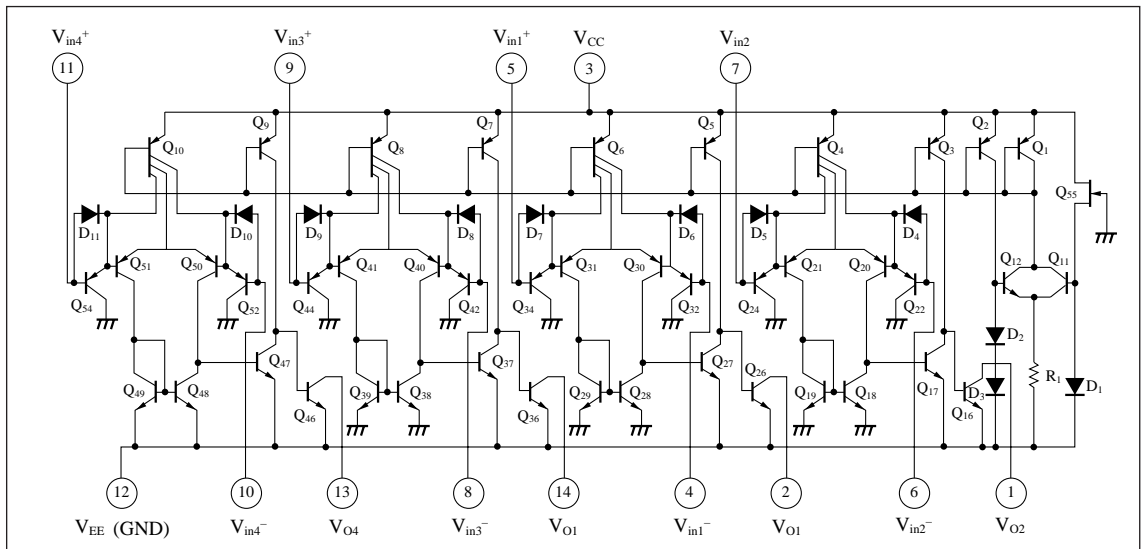 Vin4+ Vin3+ Vin1+ VCC Vin2
11 9 5 3 7
Q9 Q7 Q5 Q2
Q10 Q8 Q6 Q4 Q3 Q1
Q55
D11 D10 D9 D8 D7 D6 D5 D4
Q51 Q50 Q41 Q40 Q31 Q30 Q21 Q20 Q12 Q11
Q54 Q52 Q44 Q42 Q34 Q32 Q24 Q22
D2
Q47 Q37 Q27 Q26 Q17
Q49 Q48 Q39 Q38 Q29 Q28 Q19 Q18 D3 R1 D1
Q46 Q36 Q16
12 10 13 8 14 4 2 6 1
VEE (GND) Vin4− VO4 Vin3− VO1 Vin1− VO1 Vin2− VO2